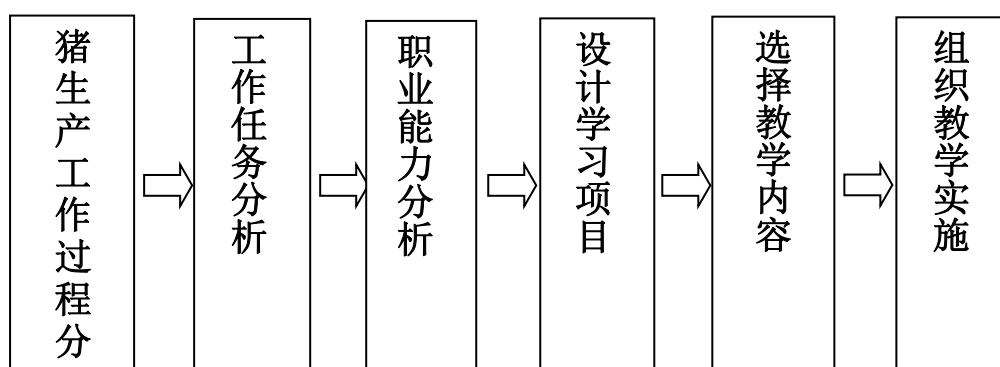 猪生产工作过程分
工作任务分析
职业能力分析
设计学习项目
选择教学内容
组织教学实施